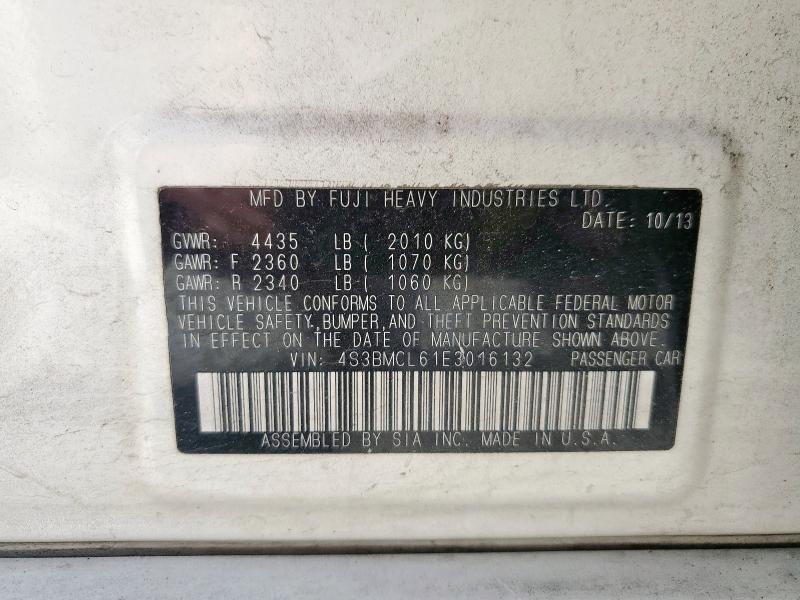 MFD BY FUJI HEAVY INDUSTRIES LTD.
DATE: 10/13
GVWR: 4435 LB ( 2010 KG)
GAWR: F 2360 LB ( 1070 KG)
GAWR: R 2340 LB ( 1060 KG)
THIS VEHICLE CONFORMS TO ALL APPLICABLE FEDERAL MOTOR
VEHICLE SAFETY, BUMPER, AND THEFT PREVENTION STANDARDS
IN EFFECT ON THE DATE OF MANUFACTURE SHOWN ABOVE.
VIN: 4S3BMCL61E3016132 PASSENGER CAR
ASSEMBLED BY SIA INC. MADE IN U.S.A.